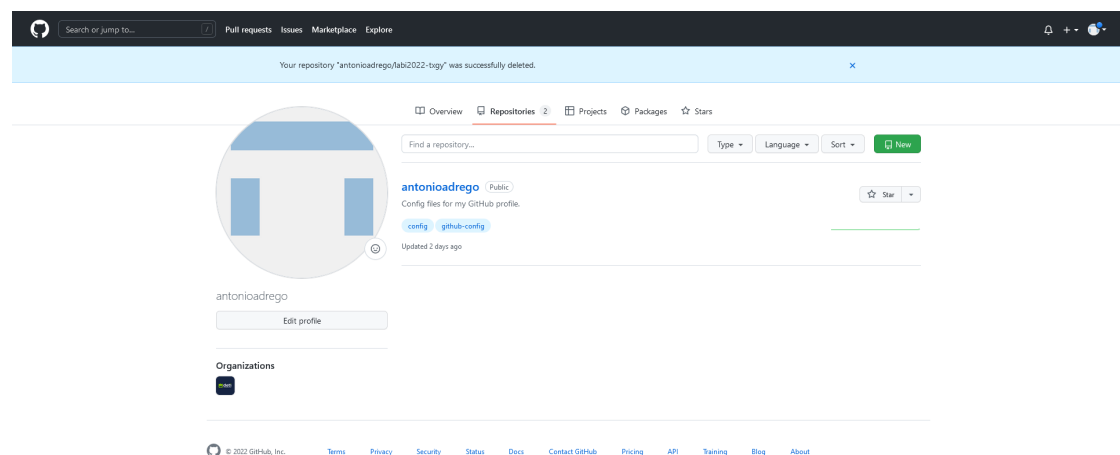 Search or jump to... /
Pull requests Issues Marketplace Explore
Your repository "antonioadrego/labi2022-txgy" was successfully deleted.
Overview Repositories 2 Projects Packages Stars
Find a repository... Type Language Sort New
antonioadrego Public
Star
Config files for my GitHub profile.
config github-config
Updated 2 days ago
antonioadrego
Edit profile
Organizations
© 2022 GitHub, Inc. Terms Privacy Security Status Docs Contact GitHub Pricing API Training Blog About